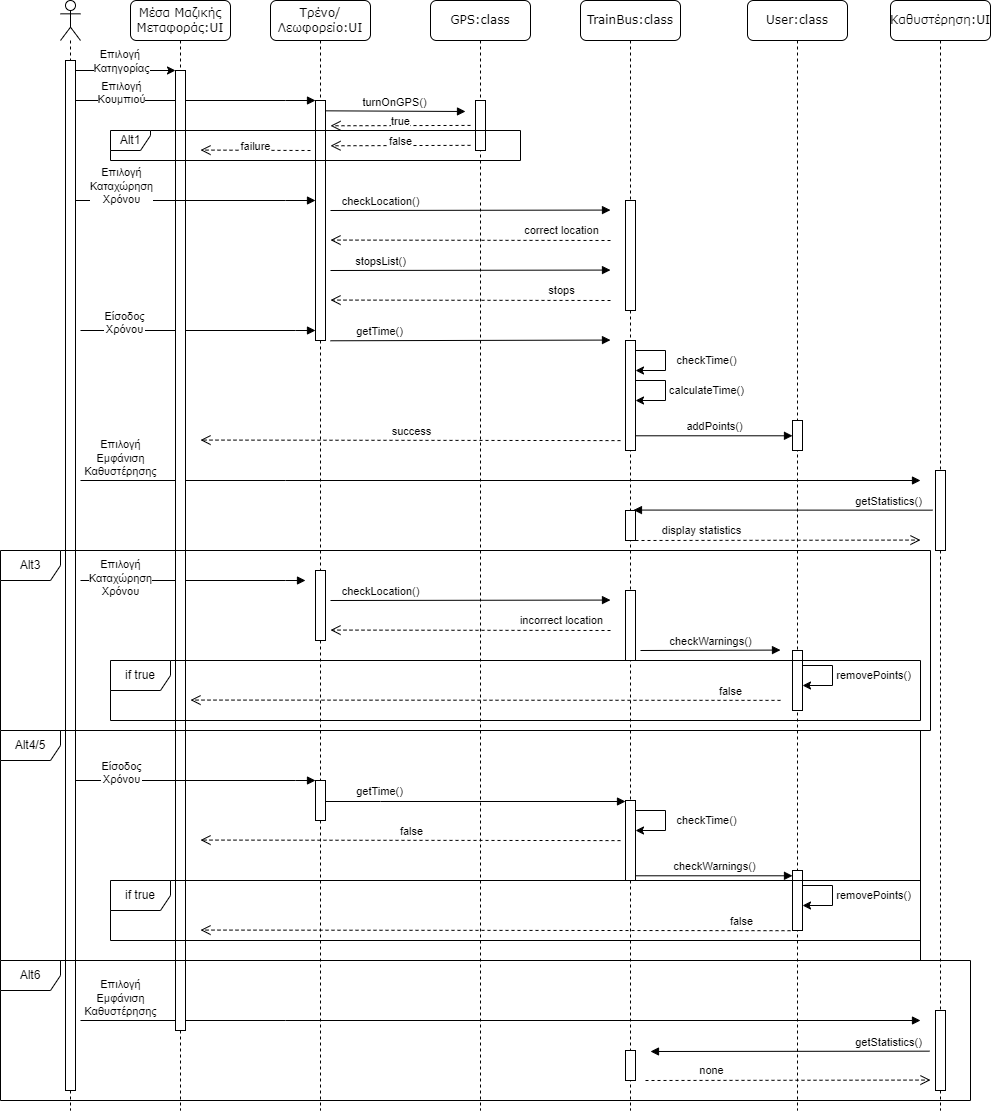 Μέσα Μαζικής
Μεταφοράς:UI
Τρένο/
Λεωφορείο:UI
GPS:class
TrainBus:class
User:class
Καθυστέρηση:UI
Επιλογή
Κατηγορίας
Επιλογή
Κουμπιού
turnOnGPS()
true
Alt1
false
failure
Επιλογή
Καταχώρηση
Χρόνου
checkLocation()
correct location
stopsList()
stops
Είσοδος
Χρόνου
getTime()
checkTime()
calculateTime()
addPoints()
success
Επιλογή
Εμφάνιση
Καθυστέρησης
getStatistics()
display statistics
Alt3
Επιλογή
Καταχώρηση
Χρόνου
checkLocation()
incorrect location
checkWarnings()
if true
removePoints()
false
Alt4/5
Είσοδος
Χρόνου
getTime()
checkTime()
false
checkWarnings()
if true
removePoints()
false
Alt6
Επιλογή
Εμφάνιση
Καθυστέρησης
getStatistics()
none